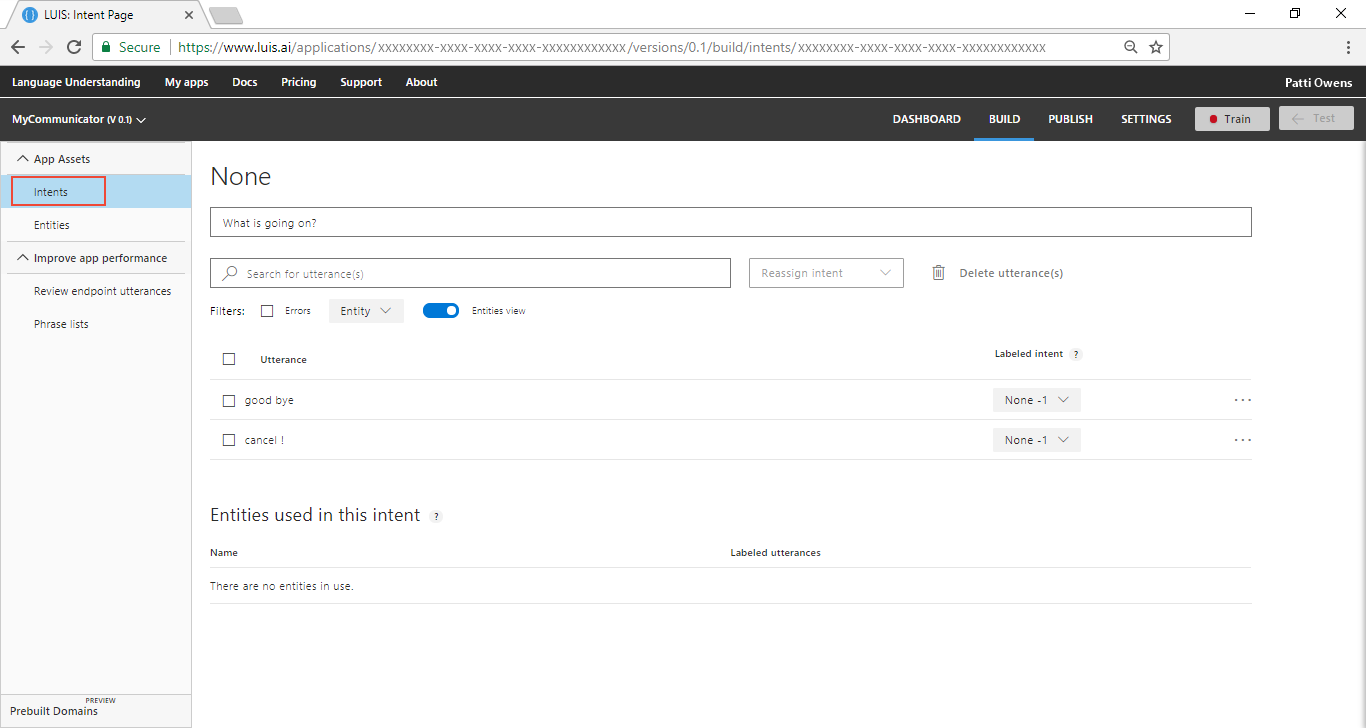 LUIS: Intent Page
Secure https://www.luis.ai/applications/xxxxxxxx-xxxx-xxxx-xxxx-xxxxxxxxxxxx/versions/0.1/build/intents/xxxxxxxx-xxxx-xxxx-xxxx-xxxxxxxxxxxx
Language Understanding My apps Docs Pricing Support About Patti Owens
MyCommunicator (V 0.1) DASHBOARD BUILD PUBLISH SETTINGS Train Test
App Assets
Intents
Entities
Improve app performance
Review endpoint utterances
Phrase lists
PREVIEW
Prebuilt Domains
None
What is going on?
Search for utterance(s) Reassign intent Delete utterance(s)
Filters: Errors Entity Entities view
Utterance Labeled intent ?
good bye None -1 ...
cancel ! None -1 ...
Entities used in this intent ?
Name Labeled utterances
There are no entities in use.